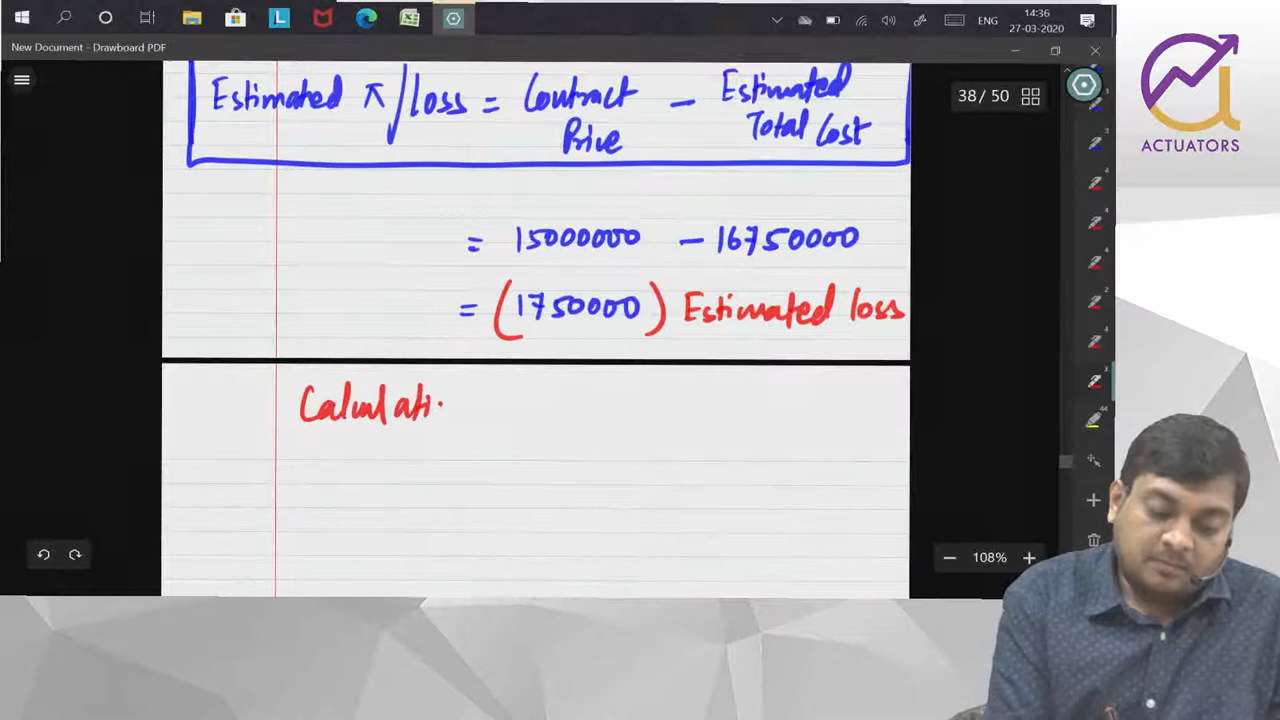 14:36
ENG
27-03-2020
New Document - Drawboard PDF
38 / 50
Estimated π / loss = Contract Price - Estimated Total Cost
= 15000000 - 16750000
= (1750000) Estimated loss
Calculati
108%
ACTUATORS